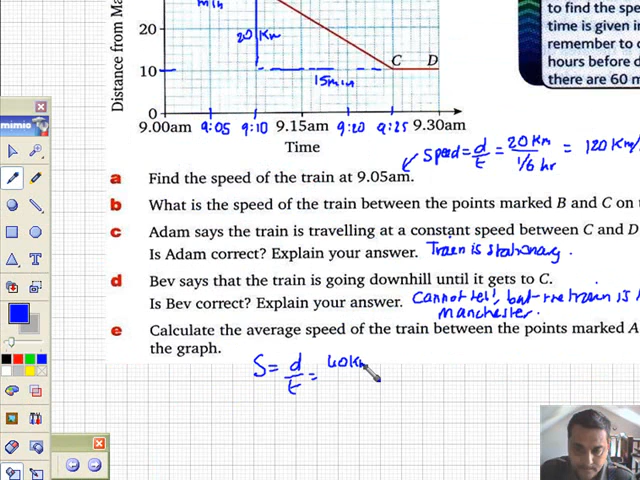 min
20
20 Km
10
15min
C
D
Distance from Ma
0
9.00am
9:05
9:10
9.15am
9:20
9:25
9.30am
Time
to find the spe
time is given i
remember to c
hours before d
there are 60 m
Speed = d/t = 20 Km / 1/6 hr = 120 Km/
a Find the speed of the train at 9.05am.
b What is the speed of the train between the points marked B and C on t
c Adam says the train is travelling at a constant speed between C and D
Is Adam correct? Explain your answer. Train is stationary.
d Bev says that the train is going downhill until it gets to C.
Is Bev correct? Explain your answer. Cannot tell, but the train is
manchester.
e Calculate the average speed of the train between the points marked A
the graph.
S = d/t = 40Km
mimio